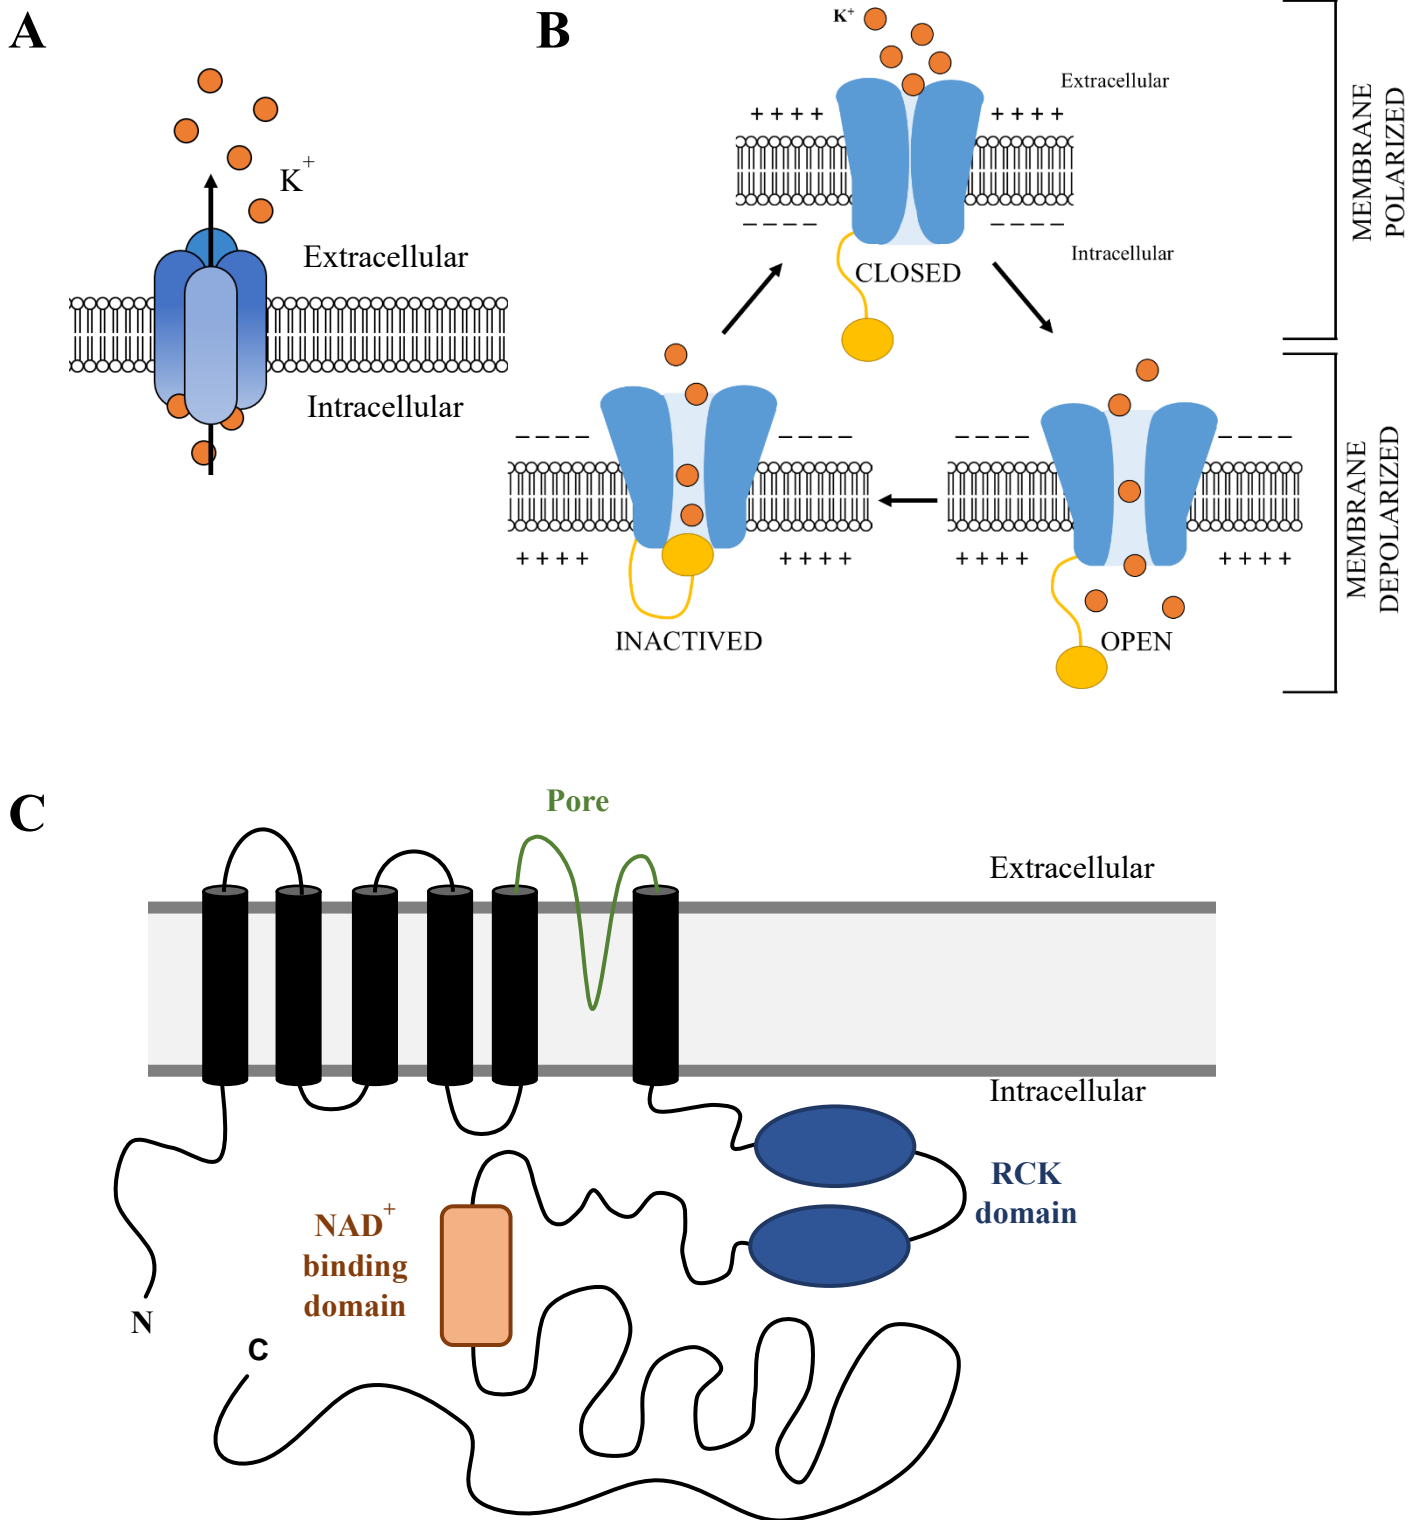 A
K+
Extracellular
Intracellular
B
K+
Extracellular
+ + + +
+ + + +
– – – –
– – – –
Intracellular
CLOSED
MEMBRANE
POLARIZED
– – – –
– – – –
+ + + +
+ + + +
INACTIVED
– – – –
– – – –
+ + + +
+ + + +
OPEN
MEMBRANE
DEPOLARIZED
C
Pore
Extracellular
Intracellular
RCK
domain
NAD+
binding
domain
N
C